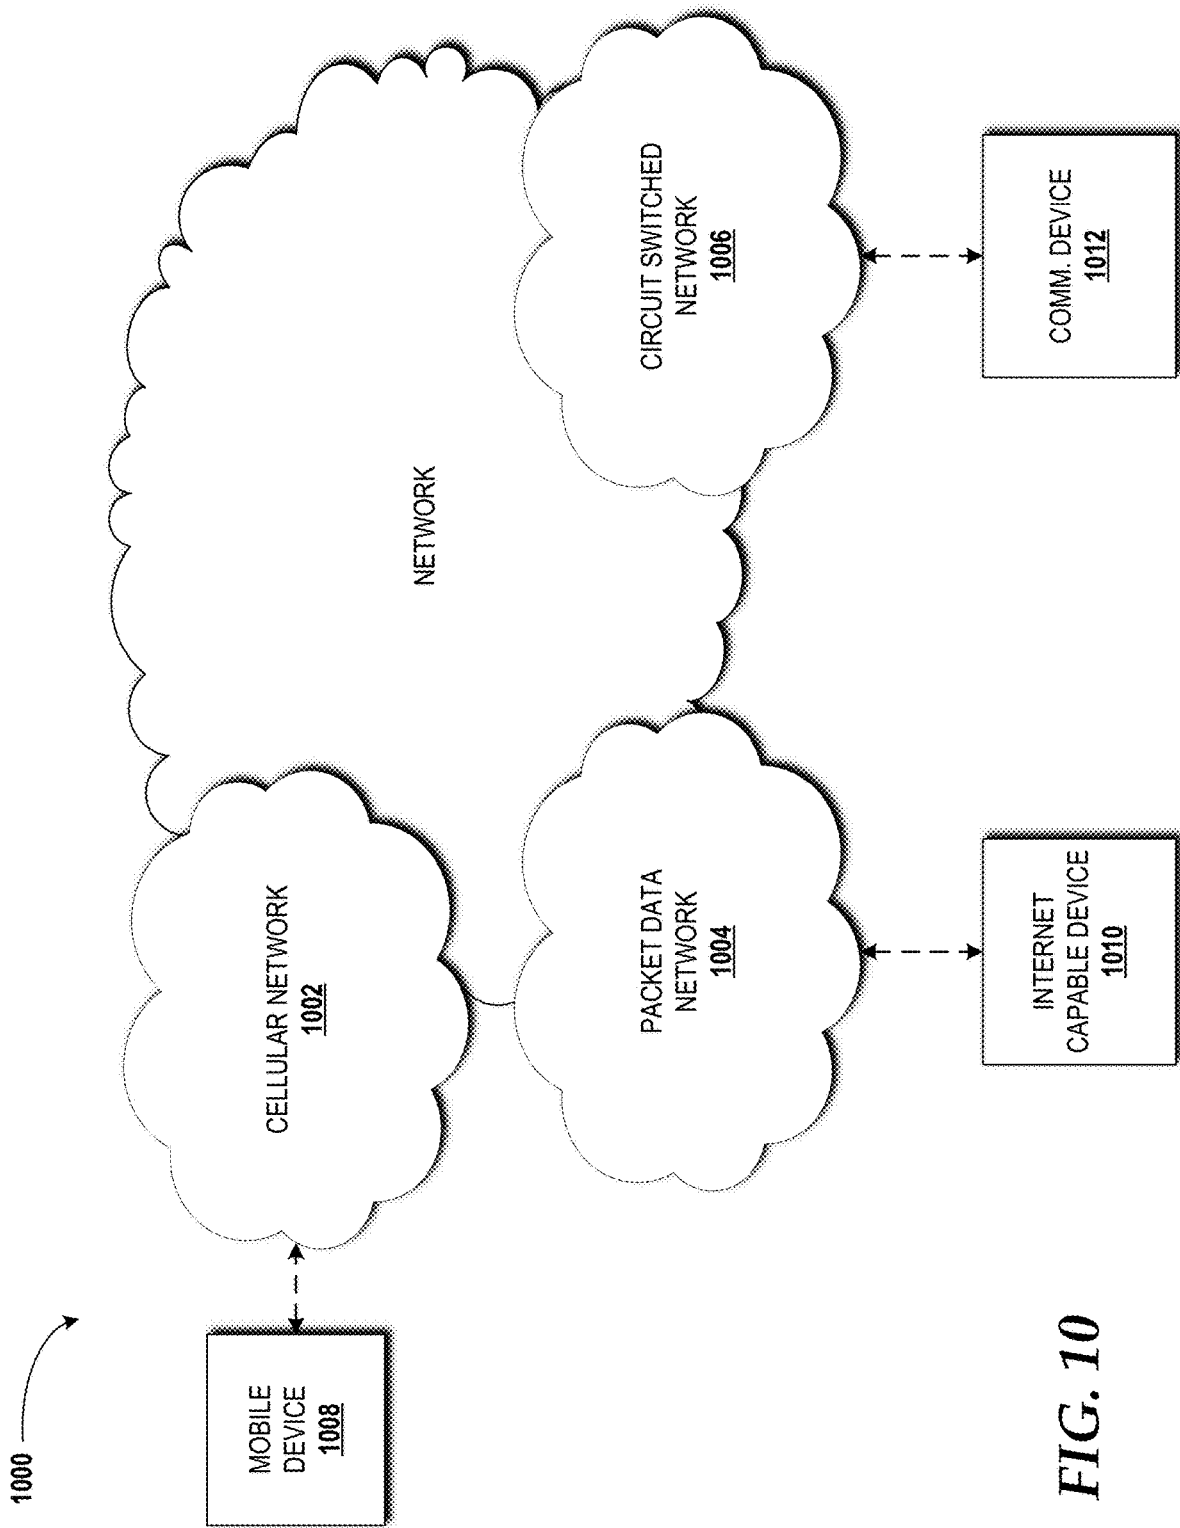 1000
MOBILE
DEVICE
1008
CELLULAR NETWORK
1002
NETWORK
PACKET DATA
NETWORK
1004
CIRCUIT SWITCHED
NETWORK
1006
INTERNET
CAPABLE DEVICE
1010
COMM. DEVICE
1012
FIG. 10